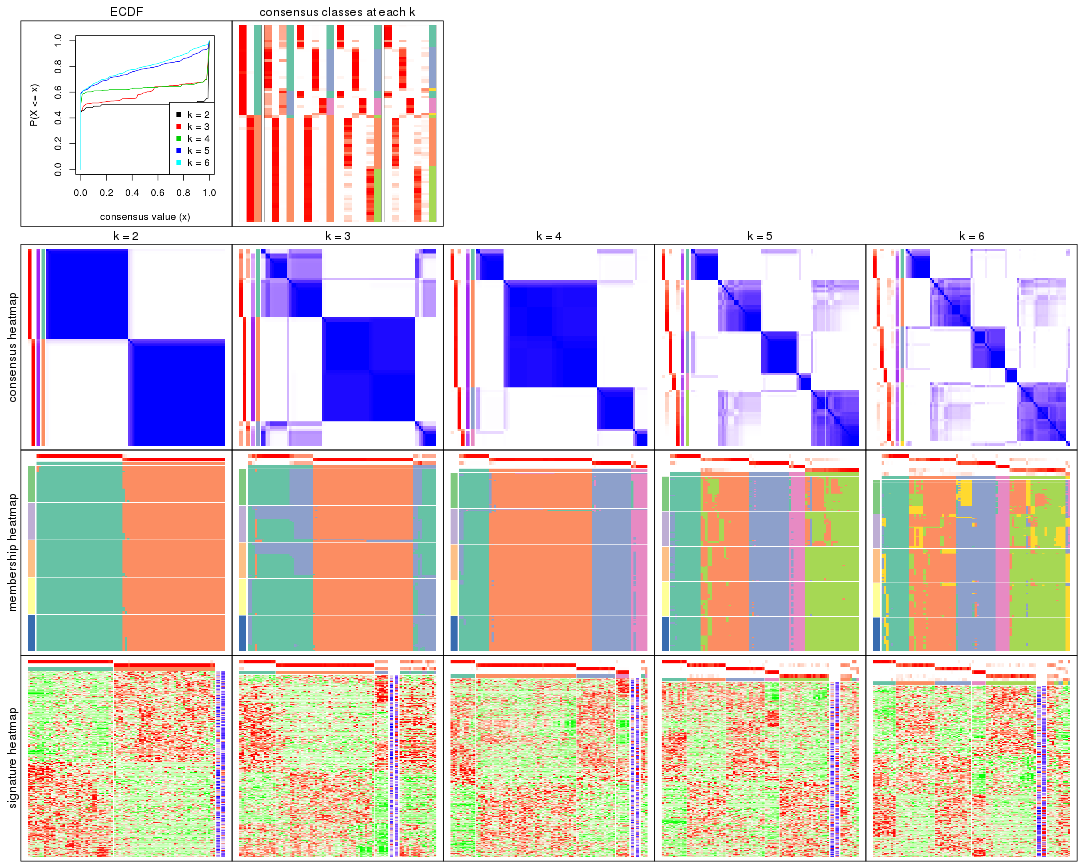 ECDF
consensus classes at each k
P(X <= x)
0.0 0.2 0.4 0.6 0.8 1.0
k = 2
k = 3
k = 4
k = 5
k = 6
0.0 0.2 0.4 0.6 0.8 1.0
consensus value (x)
k = 2
k = 3
k = 4
k = 5
k = 6
consensus heatmap
membership heatmap
signature heatmap